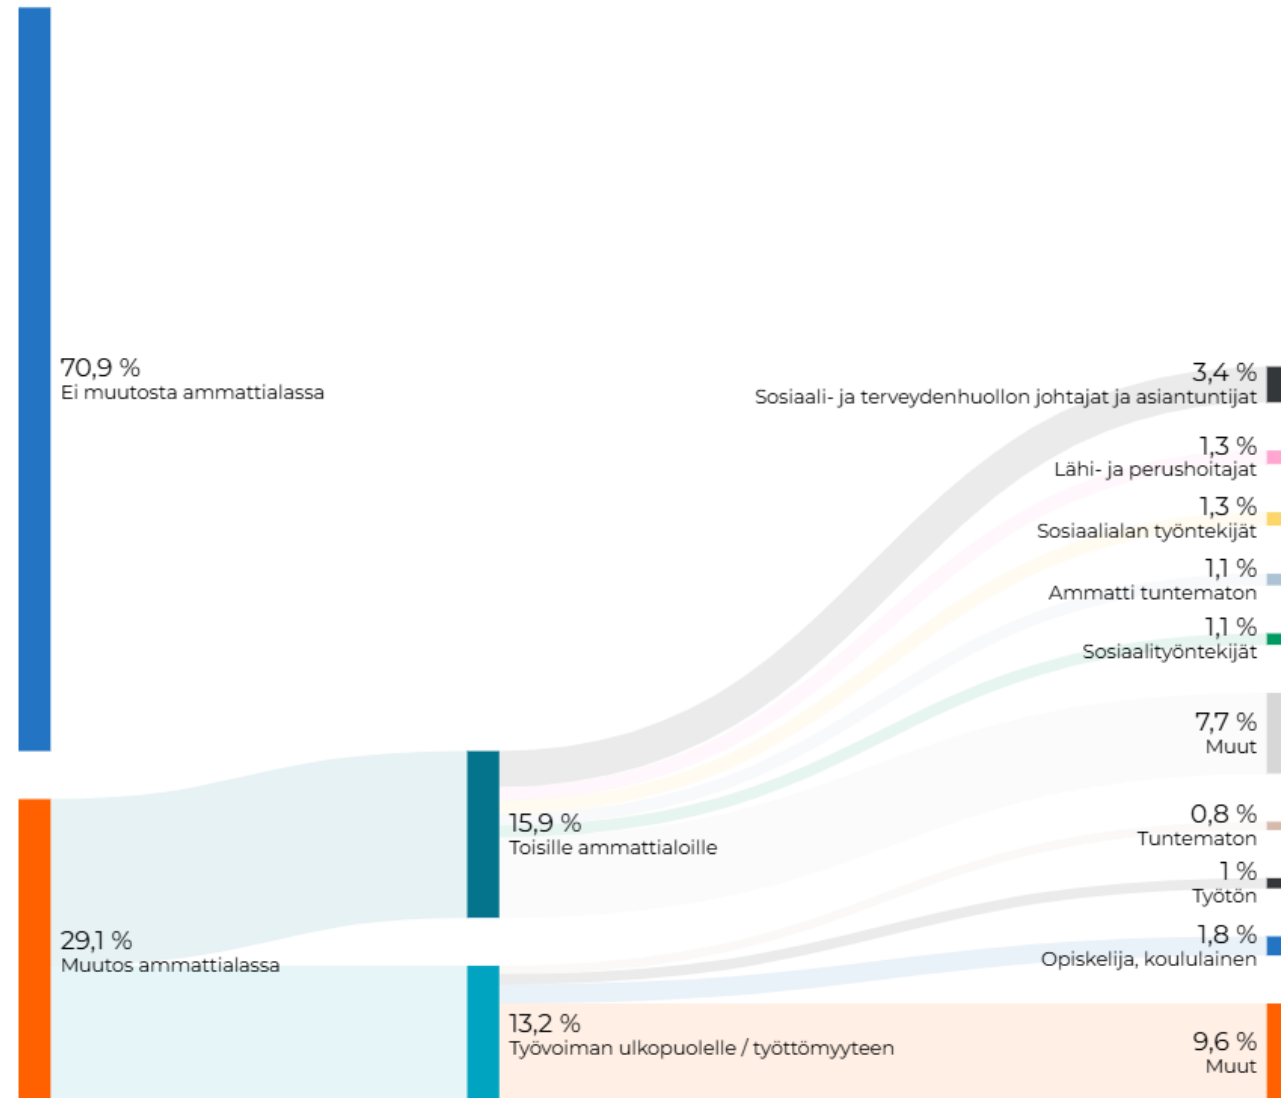 70,9 %
Ei muutosta ammattialassa
29,1 %
Muutos ammattialassa
15,9 %
Toisille ammattialoille
13,2 %
Työvoiman ulkopuolelle / työttömyyteen
3,4 %
Sosiaali- ja terveydenhuollon johtajat ja asiantuntijat
1,3 %
Lähi- ja perushoitajat
1,3 %
Sosiaalialan työntekijät
1,1 %
Ammatti tuntematon
1,1 %
Sosiaalityöntekijät
7,7 %
Muut
0,8 %
Tuntematon
1 %
Työtön
1,8 %
Opiskelija, koululainen
9,6 %
Muut